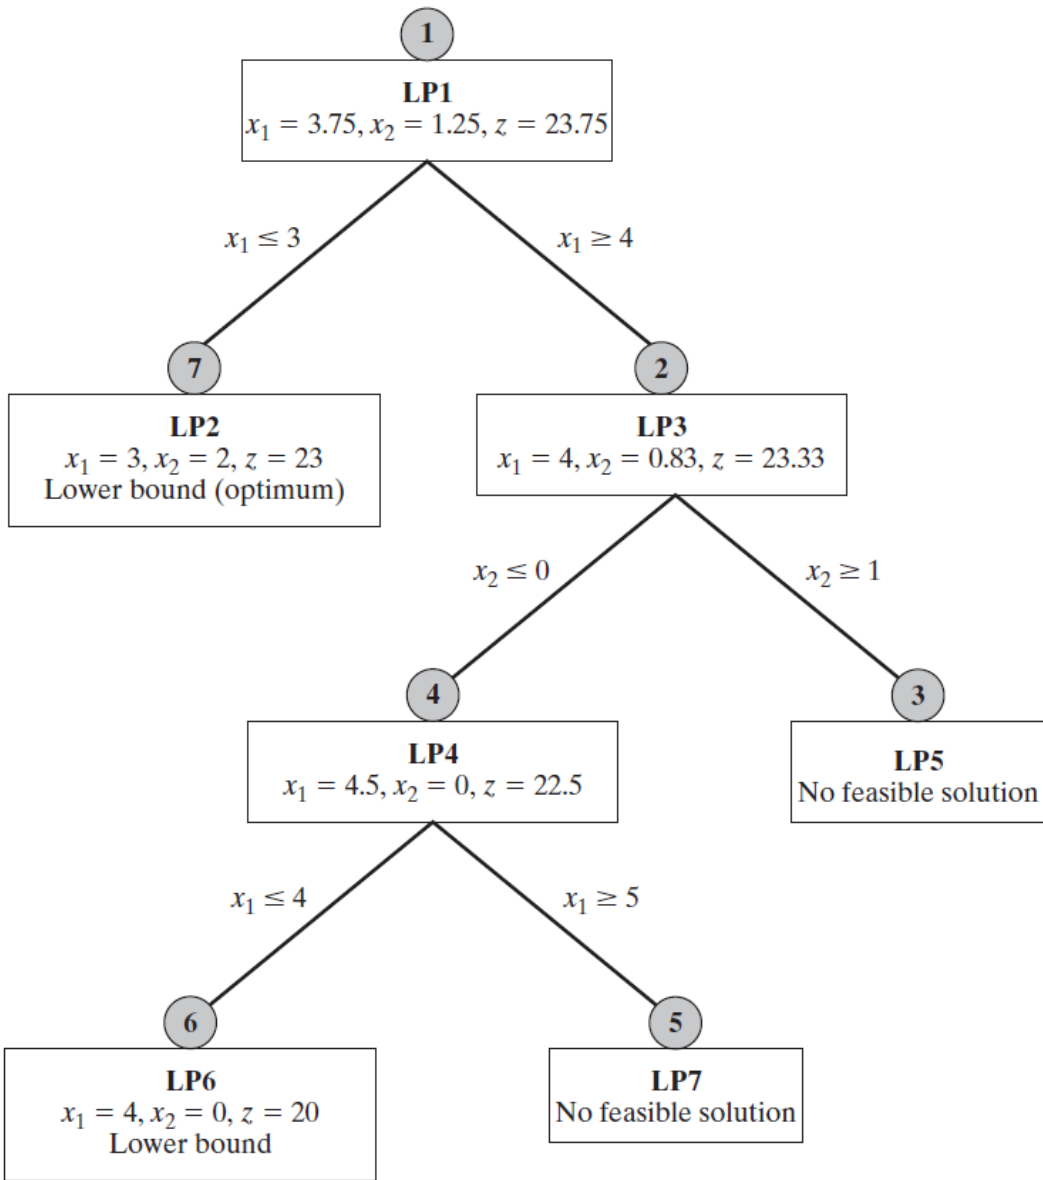 1
LP1
x₁ = 3.75, x₂ = 1.25, z = 23.75
x₁ ≤ 3
x₁ ≥ 4
7
LP2
x₁ = 3, x₂ = 2, z = 23
Lower bound (optimum)
2
LP3
x₁ = 4, x₂ = 0.83, z = 23.33
x₂ ≤ 0
x₂ ≥ 1
4
LP4
x₁ = 4.5, x₂ = 0, z = 22.5
3
LP5
No feasible solution
x₁ ≤ 4
x₁ ≥ 5
6
LP6
x₁ = 4, x₂ = 0, z = 20
Lower bound
5
LP7
No feasible solution